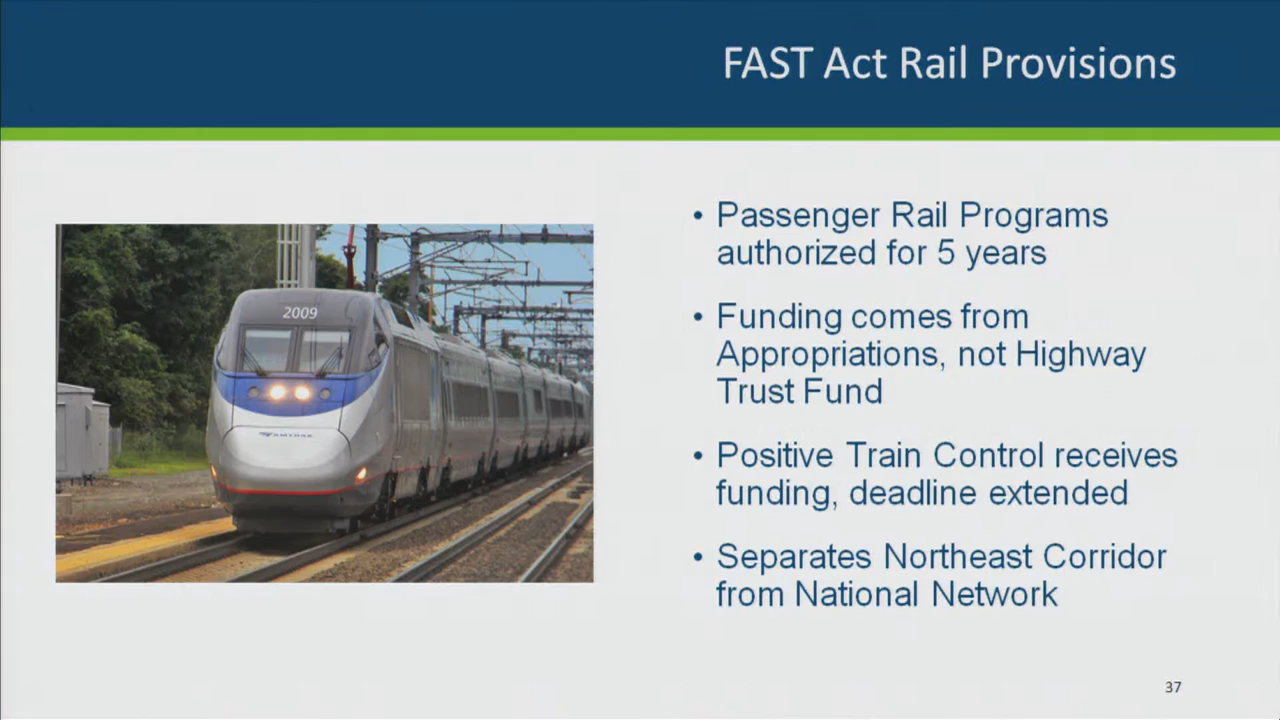 FAST Act Rail Provisions
2009
AMTRAK
• Passenger Rail Programs
authorized for 5 years
• Funding comes from
Appropriations, not Highway
Trust Fund
• Positive Train Control receives
funding, deadline extended
• Separates Northeast Corridor
from National Network
37